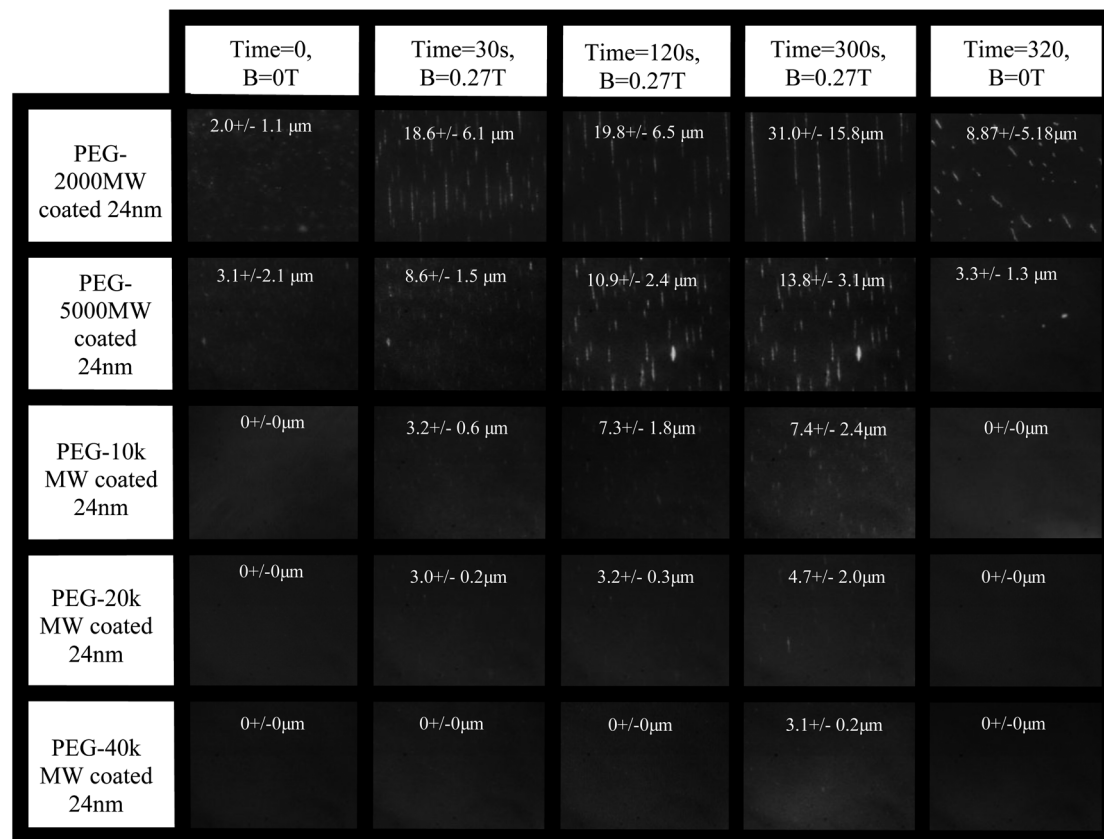 Time=0,
B=0T
Time=30s,
B=0.27T
Time=120s,
B=0.27T
Time=300s,
B=0.27T
Time=320,
B=0T
PEG-
2000MW
coated 24nm
2.0+/- 1.1 μm
18.6+/- 6.1 μm
19.8+/- 6.5 μm
31.0+/- 15.8μm
8.87+/-5.18μm
PEG-
5000MW
coated
24nm
3.1+/-2.1 μm
8.6+/- 1.5 μm
10.9+/- 2.4 μm
13.8+/- 3.1μm
3.3+/- 1.3 μm
PEG-10k
MW coated
24nm
0+/-0μm
3.2+/- 0.6 μm
7.3+/- 1.8μm
7.4+/- 2.4μm
0+/-0μm
PEG-20k
MW coated
24nm
0+/-0μm
3.0+/- 0.2μm
3.2+/- 0.3μm
4.7+/- 2.0μm
0+/-0μm
PEG-40k
MW coated
24nm
0+/-0μm
0+/-0μm
0+/-0μm
3.1+/- 0.2μm
0+/-0μm